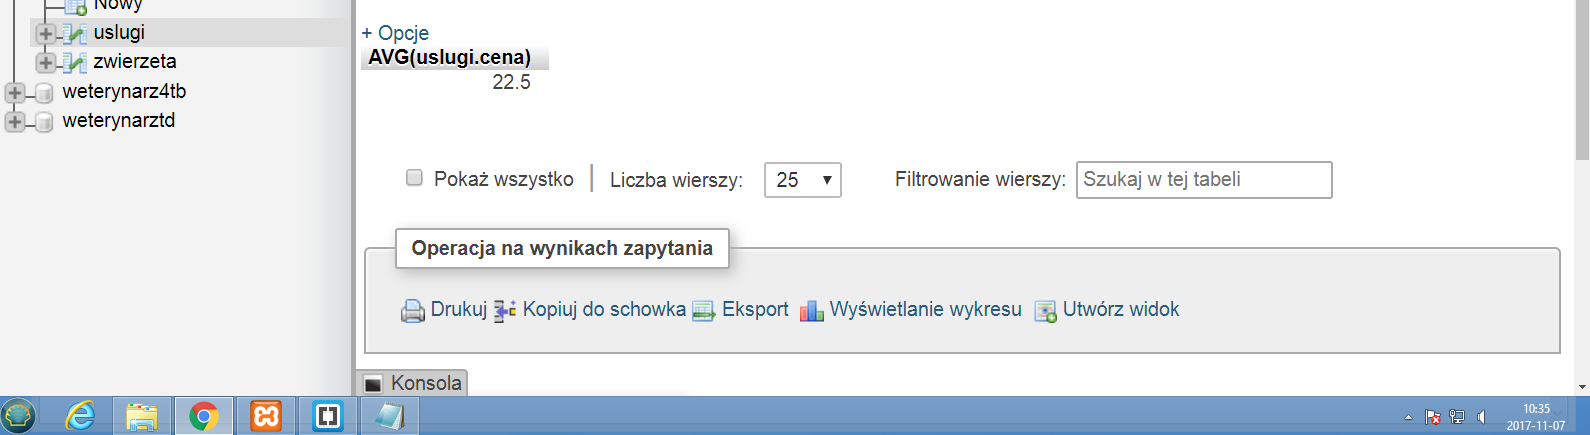 Nowy
uslugi
zwierzeta
weterynarz4tb
weterynarztd
+ Opcje
AVG(uslugi.cena)
22.5
Pokaż wszystko | Liczba wierszy: 25 Filtrowanie wierszy: Szukaj w tej tabeli
Operacja na wynikach zapytania
Drukuj Kopiuj do schowka Eksport Wyświetlanie wykresu Utwórz widok
Konsola
10:35
2017-11-07